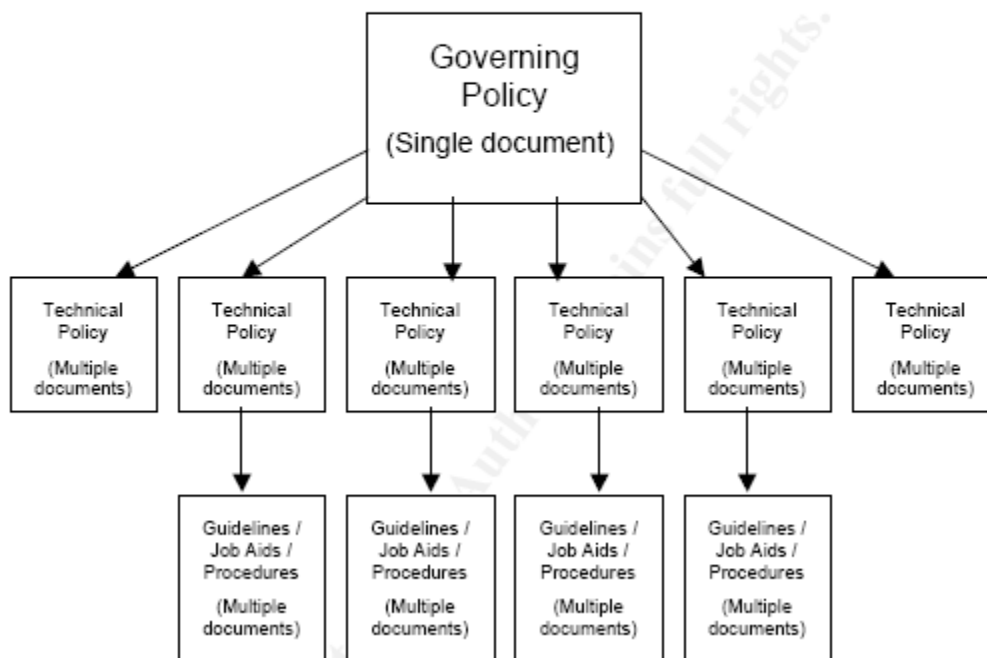 Governing
Policy
(Single document)
Technical
Policy
(Multiple
documents)
Technical
Policy
(Multiple
documents)
Technical
Policy
(Multiple
documents)
Technical
Policy
(Multiple
documents)
Technical
Policy
(Multiple
documents)
Technical
Policy
(Multiple
documents)
Guidelines /
Job Aids /
Procedures
(Multiple
documents)
Guidelines /
Job Aids /
Procedures
(Multiple
documents)
Guidelines /
Job Aids /
Procedures
(Multiple
documents)
Guidelines /
Job Aids /
Procedures
(Multiple
documents)
full rights.